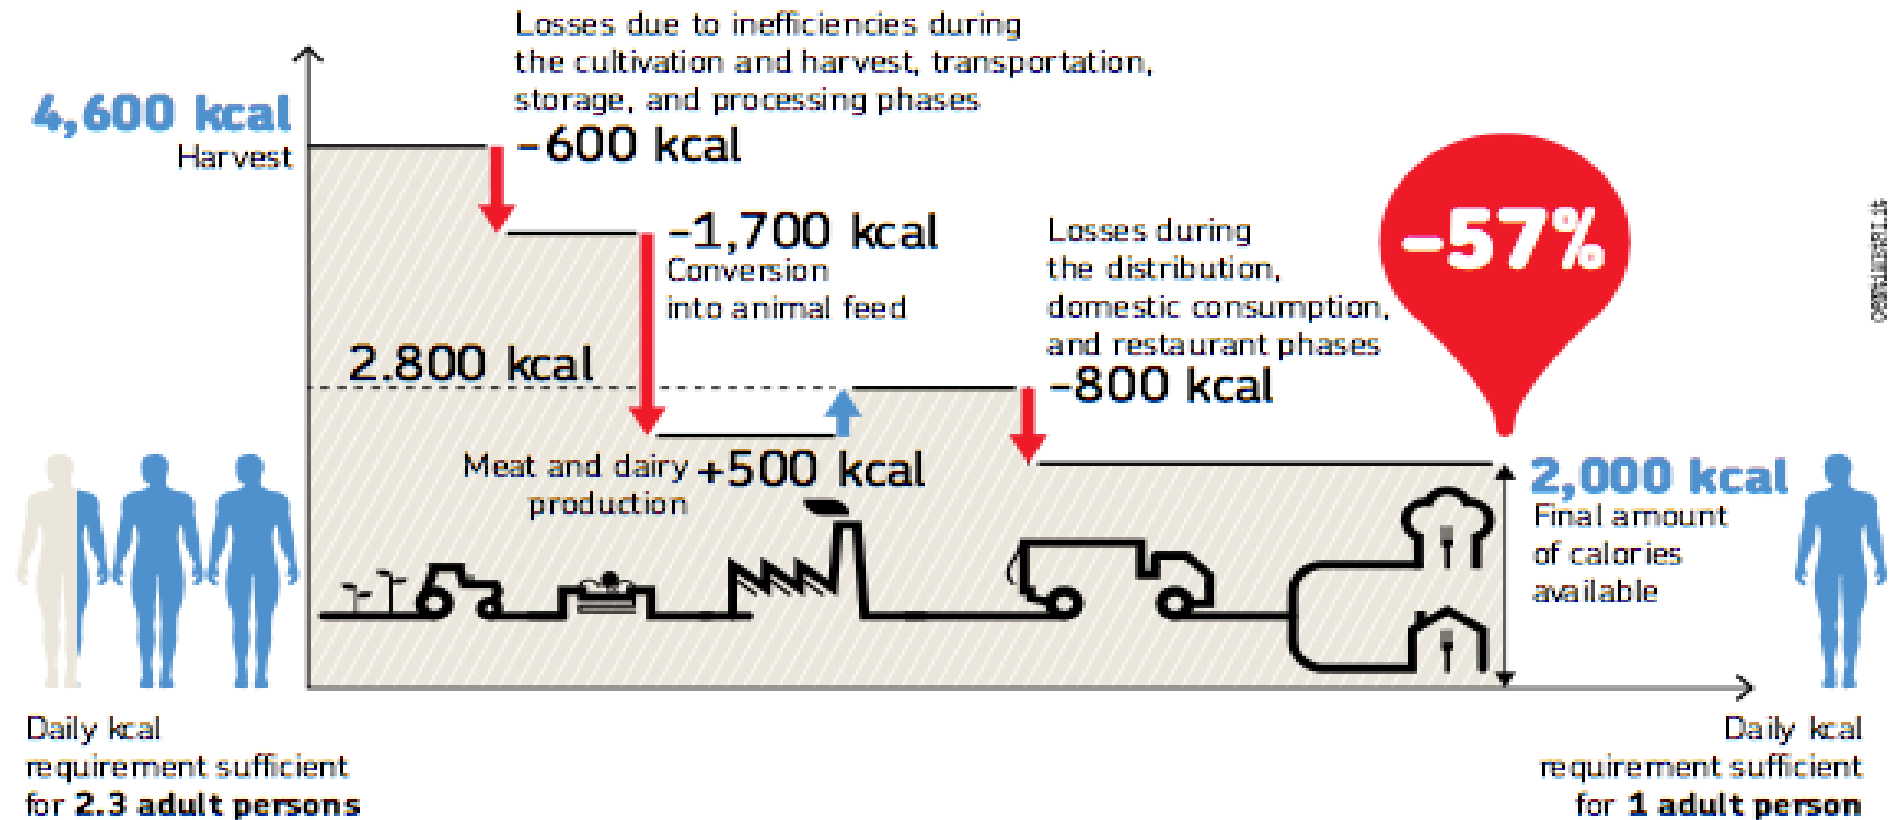 Losses due to inefficiencies during
the cultivation and harvest, transportation,
storage, and processing phases
-600 kcal
4,600 kcal
Harvest
-1,700 kcal
Conversion
into animal feed
Losses during
the distribution,
domestic consumption,
and restaurant phases
-800 kcal
-57%
2.800 kcal
Meat and dairy
production
+500 kcal
2,000 kcal
Final amount
of calories
available
Daily kcal
requirement sufficient
for 2.3 adult persons
Daily kcal
requirement sufficient
for 1 adult person